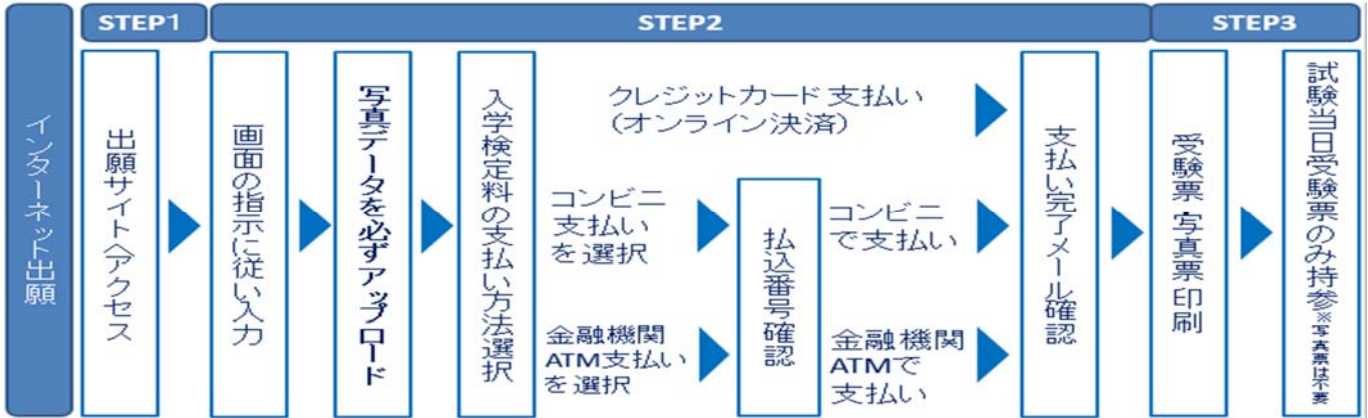 インターネット出願
STEP1
STEP2
STEP3
出願サイトへアクセス
画面の指示に従い入力
写真データを必ずアップロード
入学検定料の支払い方法選択
クレジットカード支払い
(オンライン決済)
コンビニ
支払い
を選択
金融機関
ATM支払い
を選択
払込番号確認
コンビニ
で支払い
金融機関
ATMで
支払い
支払い完了メール確認
受験票 写真票 印刷
試験当日受験票のみ持参※写真票は不要